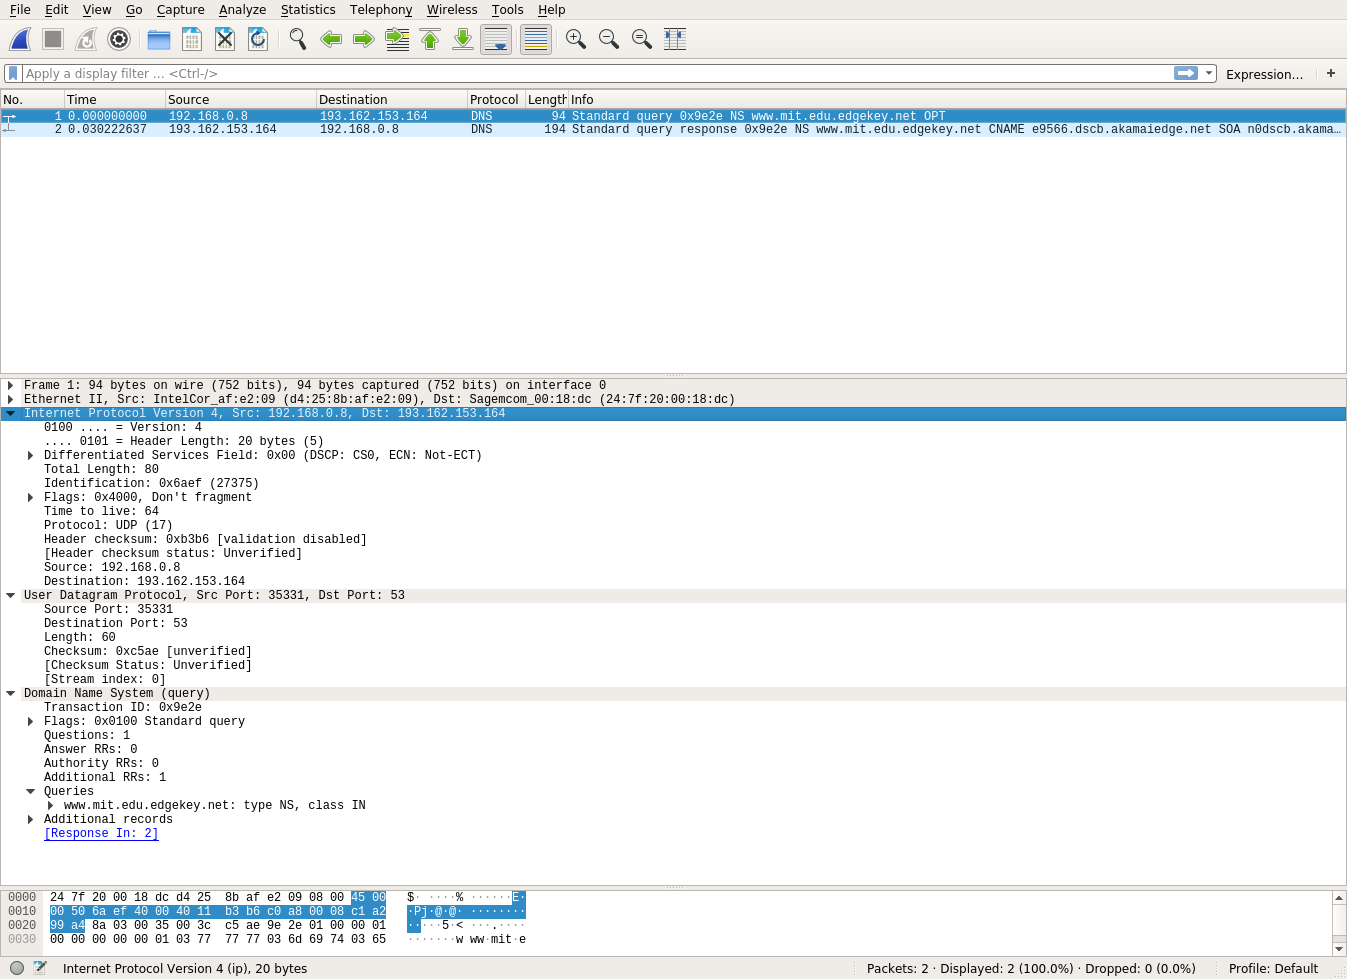 File Edit View Go Capture Analyze Statistics Telephony Wireless Tools Help
Apply a display filter … <Ctrl-/> Expression… +
No. Time Source Destination Protocol Length Info
1 0.000000000 192.168.0.8 193.162.153.164 DNS 94 Standard query 0x9e2e NS www.mit.edu.edgekey.net OPT
2 0.030222637 193.162.153.164 192.168.0.8 DNS 194 Standard query response 0x9e2e NS www.mit.edu.edgekey.net CNAME e9566.dscb.akamaiedge.net SOA n0dscb.akama…
Frame 1: 94 bytes on wire (752 bits), 94 bytes captured (752 bits) on interface 0
Ethernet II, Src: IntelCor_af:e2:09 (d4:25:8b:af:e2:09), Dst: Sagemcom_00:18:dc (24:7f:20:00:18:dc)
Internet Protocol Version 4, Src: 192.168.0.8, Dst: 193.162.153.164
0100 .... = Version: 4
.... 0101 = Header Length: 20 bytes (5)
Differentiated Services Field: 0x00 (DSCP: CS0, ECN: Not-ECT)
Total Length: 80
Identification: 0x6aef (27375)
Flags: 0x4000, Don't fragment
Time to live: 64
Protocol: UDP (17)
Header checksum: 0xb3b6 [validation disabled]
[Header checksum status: Unverified]
Source: 192.168.0.8
Destination: 193.162.153.164
User Datagram Protocol, Src Port: 35331, Dst Port: 53
Source Port: 35331
Destination Port: 53
Length: 60
Checksum: 0xc5ae [unverified]
[Checksum Status: Unverified]
[Stream index: 0]
Domain Name System (query)
Transaction ID: 0x9e2e
Flags: 0x0100 Standard query
Questions: 1
Answer RRs: 0
Authority RRs: 0
Additional RRs: 1
Queries
www.mit.edu.edgekey.net: type NS, class IN
Additional records
[Response In: 2]
0000 24 7f 20 00 18 dc d4 25 8b af e2 09 08 00 45 00 $· ····% ······E·
0010 00 50 6a ef 40 00 40 11 b3 b6 c0 a8 00 08 c1 a2 ·Pj·@·@· ········
0020 99 a4 8a 03 00 35 00 3c c5 ae 9e 2e 01 00 00 01 ·····5·< ···.····
0030 00 00 00 00 00 01 03 77 77 77 03 6d 69 74 03 65 ·······w ww·mit·e
Internet Protocol Version 4 (ip), 20 bytes Packets: 2 · Displayed: 2 (100.0%) · Dropped: 0 (0.0%) Profile: Default